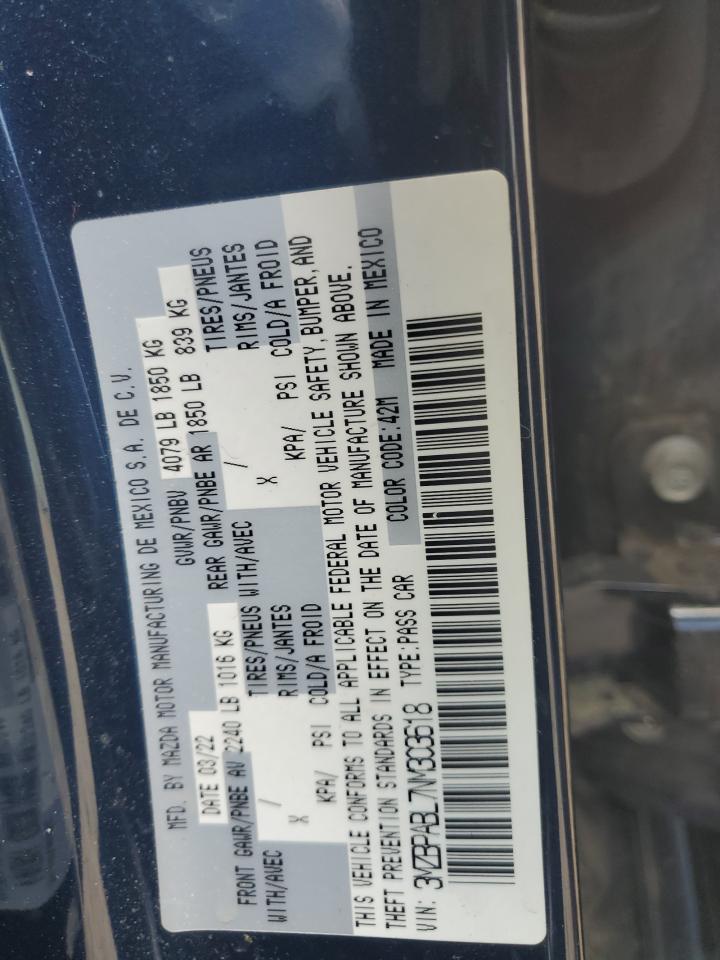 MFD. BY MAZDA MOTOR MANUFACTURING DE MEXICO S.A. DE C.V.
DATE 03/22 GVWR/PNBV 4079 LB 1850 KG
FRONT GAWR/PNBE AV 2240 LB 1016 KG REAR GAWR/PNBE AR 1850 LB 839 KG
WITH/AVEC / TIRES/PNEUS WITH/AVEC / TIRES/PNEUS
X RIMS/JANTES X RIMS/JANTES
KPA/ PSI COLD/A FROID KPA/ PSI COLD/A FROID
THIS VEHICLE CONFORMS TO ALL APPLICABLE FEDERAL MOTOR VEHICLE SAFETY, BUMPER, AND
THEFT PREVENTION STANDARDS IN EFFECT ON THE DATE OF MANUFACTURE SHOWN ABOVE.
VIN: 3MZBPABL7NM303618 TYPE:PASS CAR COLOR CODE:42M MADE IN MEXICO